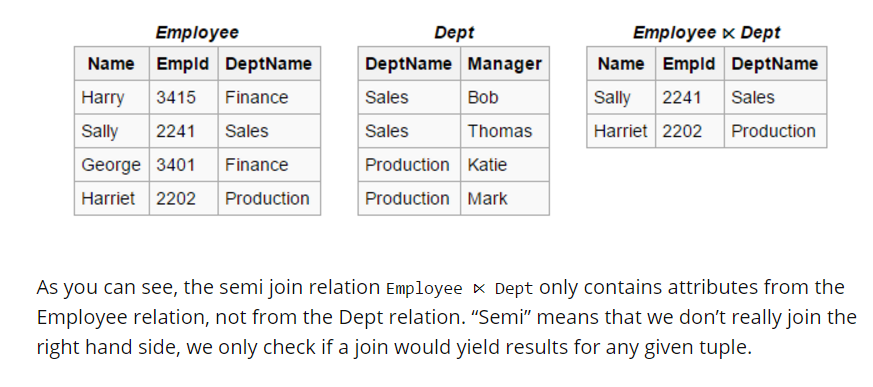 Employee Dept Employee ⋉ Dept
Name EmpId DeptName DeptName Manager Name EmpId DeptName
Harry 3415 Finance Sales Bob Sally 2241 Sales
Sally 2241 Sales Sales Thomas Harriet 2202 Production
George 3401 Finance Production Katie
Harriet 2202 Production Production Mark
As you can see, the semi join relation Employee ⋉ Dept only contains attributes from the
Employee relation, not from the Dept relation. “Semi” means that we don’t really join the
right hand side, we only check if a join would yield results for any given tuple.